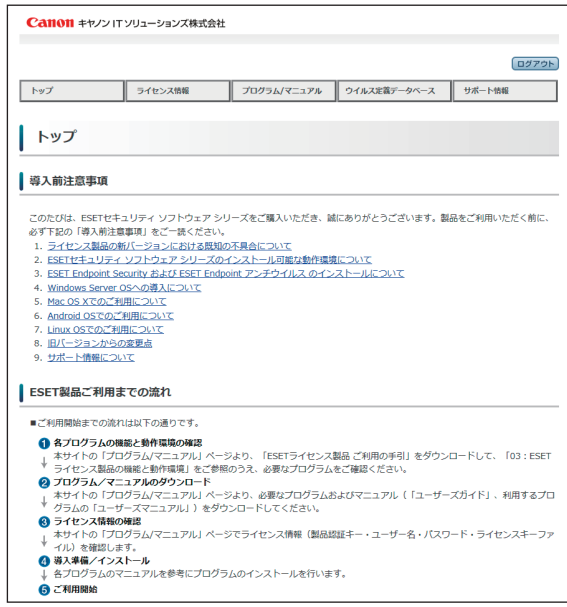 Canon キヤノン IT ソリューションズ株式会社
ログアウト
トップ
ライセンス情報
プログラム/マニュアル
ウイルス定義データベース
サポート情報
トップ
導入前注意事項
このたびは、ESETセキュリティ ソフトウェア シリーズをご購入いただき、誠にありがとうございます。製品をご利用いただく前に、
必ず下記の「導入前注意事項」をご一読ください。
1. ライセンス製品の新バージョンにおける既知の不具合について
2. ESETセキュリティ ソフトウェア シリーズのインストール可能な動作環境について
3. ESET Endpoint Security および ESET Endpoint アンチウイルス のインストールについて
4. Windows Server OSへの導入について
5. Mac OS Xでのご利用について
6. Android OSでのご利用について
7. Linux OSでのご利用について
8. 旧バージョンからの変更点
9. サポート情報について
ESET製品ご利用までの流れ
■ご利用開始までの流れは以下の通りです。
1 各プログラムの機能と動作環境の確認
↓ 本サイトの「プログラム/マニュアル」ページより、「ESETライセンス製品 ご利用の手引」をダウンロードして、「03：ESET
ライセンス製品の機能と動作環境」をご参照のうえ、必要なプログラムをご確認ください。
2 プログラム／マニュアルのダウンロード
↓ 本サイトの「プログラム/マニュアル」ページより、必要なプログラムおよびマニュアル（「ユーザーズガイド」、利用するプロ
グラムの「ユーザーズマニュアル」）をダウンロードしてください。
3 ライセンス情報の確認
↓ 本サイトの「プログラム/マニュアル」ページでライセンス情報（製品認証キー・ユーザー名・パスワード・ライセンスキーファ
イル）を確認します。
4 導入準備／インストール
↓ 各プログラムのマニュアルを参考にプログラムのインストールを行います。
5 ご利用開始